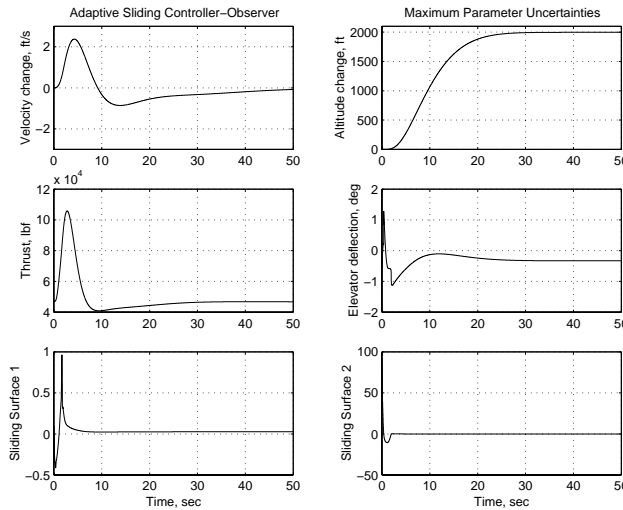 Adaptive Sliding Controller−Observer
Velocity change, ft/s
2
0
−2
0 10 20 30 40 50
Maximum Parameter Uncertainties
Altitude change, ft
2000
1500
1000
500
0
0 10 20 30 40 50
x 10^4
Thrust, lbf
12
10
8
6
4
0 10 20 30 40 50
Elevator deflection, deg
2
1
0
−1
−2
0 10 20 30 40 50
Sliding Surface 1
1
0.5
0
−0.5
0 10 20 30 40 50
Time, sec
Sliding Surface 2
100
50
0
−50
0 10 20 30 40 50
Time, sec